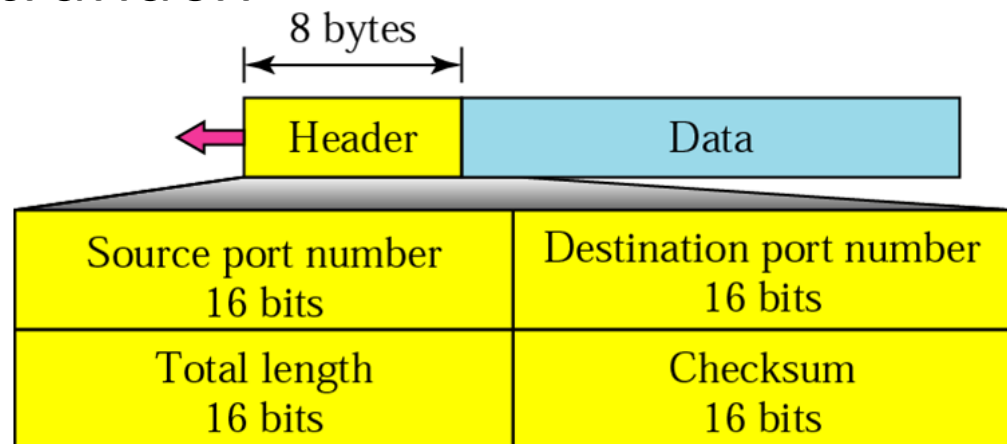 8 bytes
Header
Data
Source port number
16 bits
Destination port number
16 bits
Total length
16 bits
Checksum
16 bits